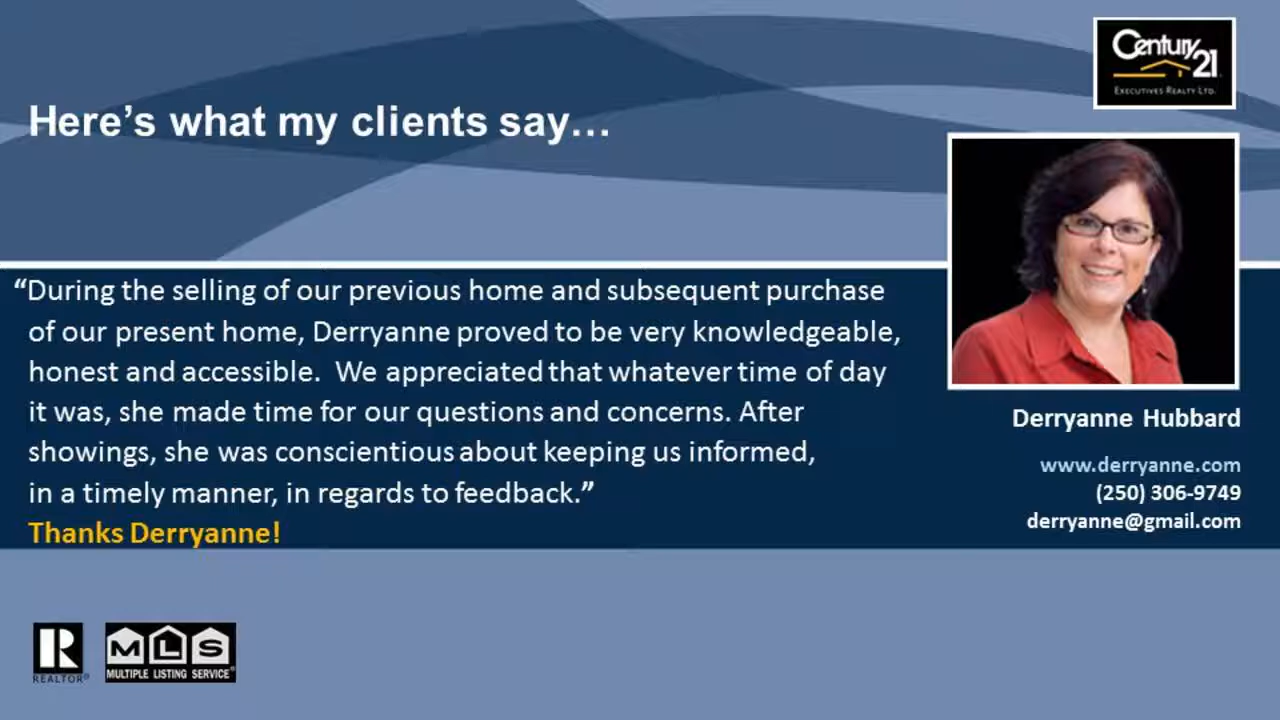 Century 21
EXECUTIVES REALTY LTD.
Here's what my clients say…
“During the selling of our previous home and subsequent purchase
of our present home, Derryanne proved to be very knowledgeable,
honest and accessible.  We appreciated that whatever time of day
it was, she made time for our questions and concerns. After
showings, she was conscientious about keeping us informed,
in a timely manner, in regards to feedback.”
Thanks Derryanne!
Derryanne Hubbard
www.derryanne.com
(250) 306-9749
derryanne@gmail.com
R
REALTOR®
MLS
MULTIPLE LISTING SERVICE®